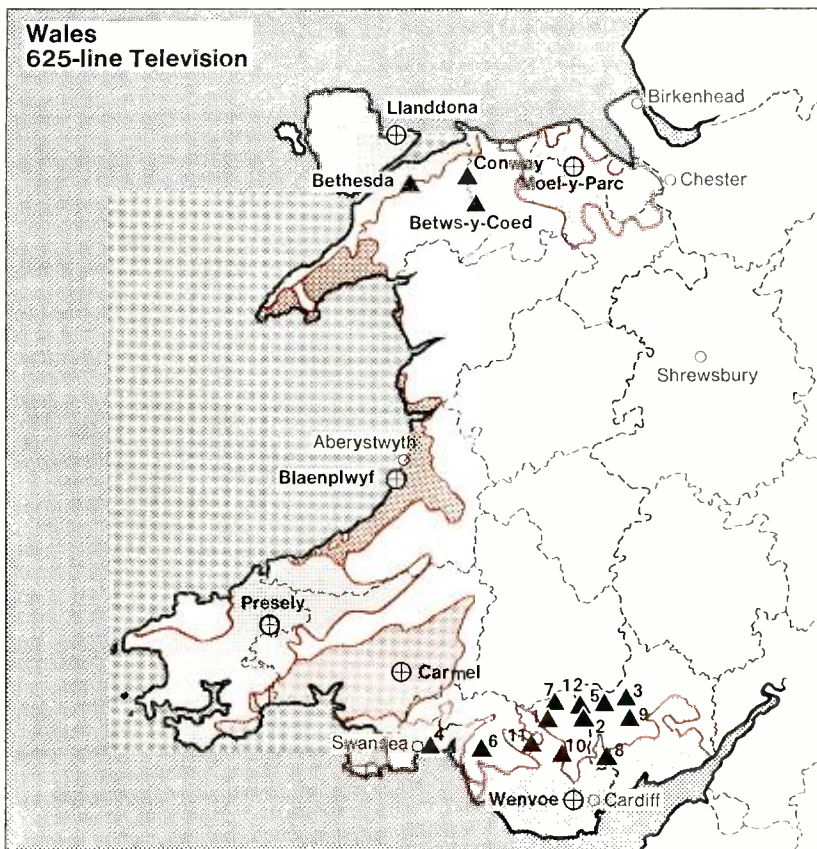 Wales
625-line Television
Birkenhead
Llanddona
Conway
Bethesda
Moel-y-Parc
Chester
Betws-y-Coed
Shrewsbury
Aberystwyth
Blaenplwyf
Presely
Carmel
7
12
5
3
1
2
9
Swansea
4
6
11
10
8
Wenvoe
Cardiff